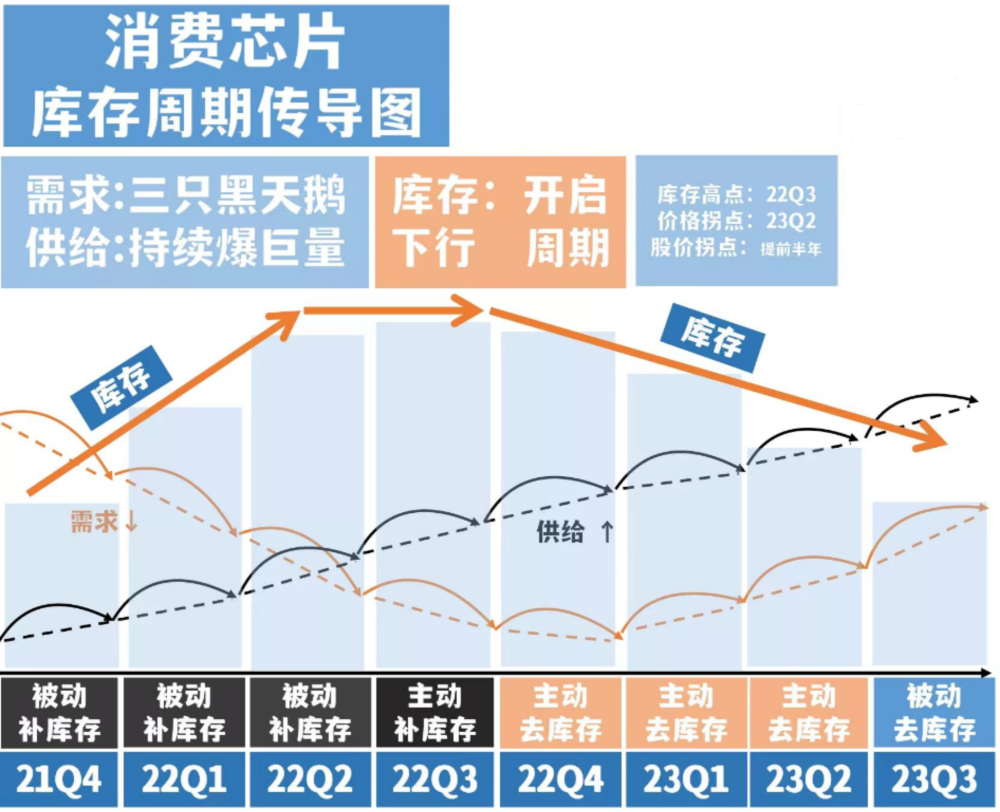 消费芯片
库存周期传导图
需求:三只黑天鹅
供给:持续爆巨量
库存：开启
下行 周期
库存高点：22Q3
价格拐点：23Q2
股价拐点：提前半年
库存
库存
需求↓
供给 ↑
被动 被动 被动 主动 主动 主动 主动 被动
补库存 补库存 补库存 补库存 去库存 去库存 去库存 去库存
21Q4 22Q1 22Q2 22Q3 22Q4 23Q1 23Q2 23Q3